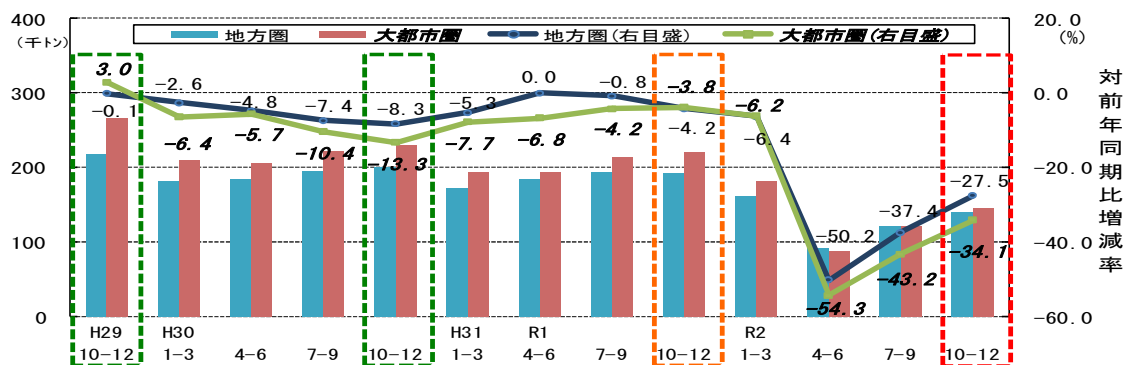 400
(千トン)
300
200
100
0
20.0
(%)
0.0
-20.0
-40.0
-60.0
対前年同期比増減率
地方圏 大都市圏 地方圏(右目盛) 大都市圏(右目盛)
3.0 -2.6 -4.8 -7.4 -8.3 -5.3 0.0 -0.8 -3.8 -6.2
-0.1 -6.4 -5.7 -10.4 -13.3 -7.7 -6.8 -4.2 -4.2 -6.4
-50.2 -37.4 -27.5
-54.3 -43.2 -34.1
H29 H30 H31 R1 R2
10-12 1-3 4-6 7-9 10-12 1-3 4-6 7-9 10-12 1-3 4-6 7-9 10-12